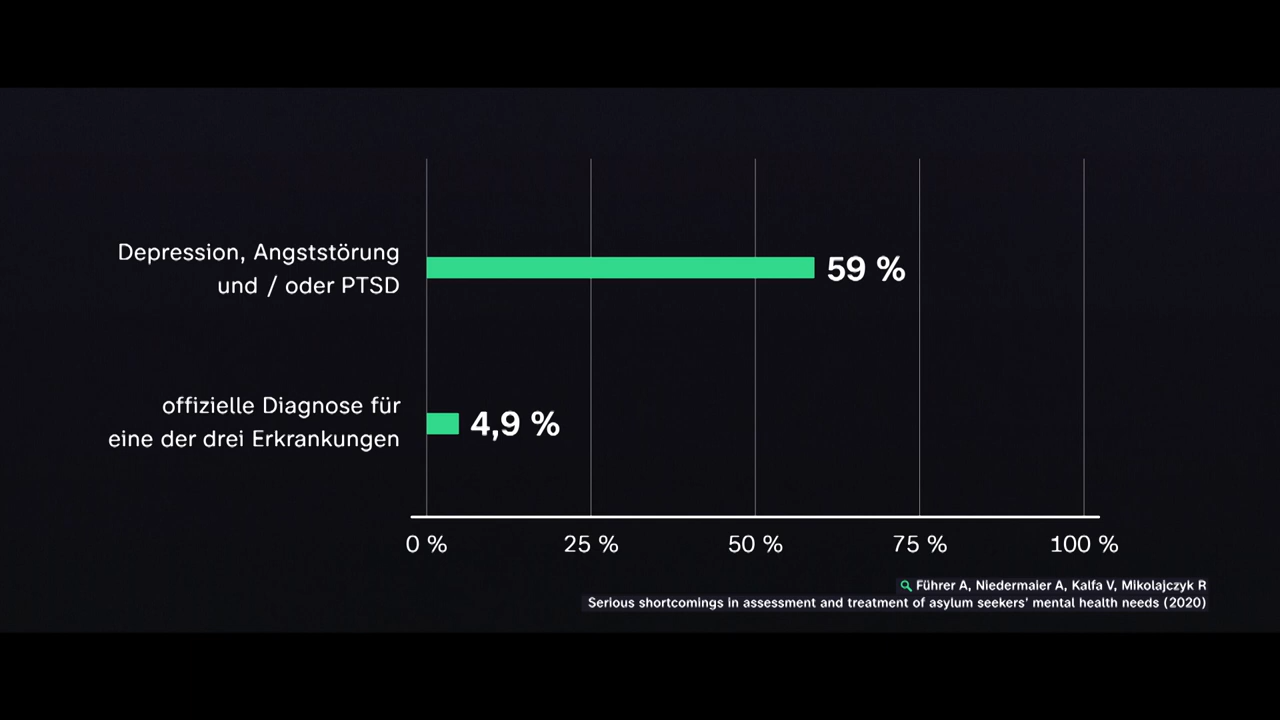 Depression, Angststörung
und / oder PTSD
59 %
offizielle Diagnose für
eine der drei Erkrankungen
4,9 %
0 %
25 %
50 %
75 %
100 %
Führer A, Niedermaier A, Kalfa V, Mikolajczyk R
Serious shortcomings in assessment and treatment of asylum seekers' mental health needs (2020)